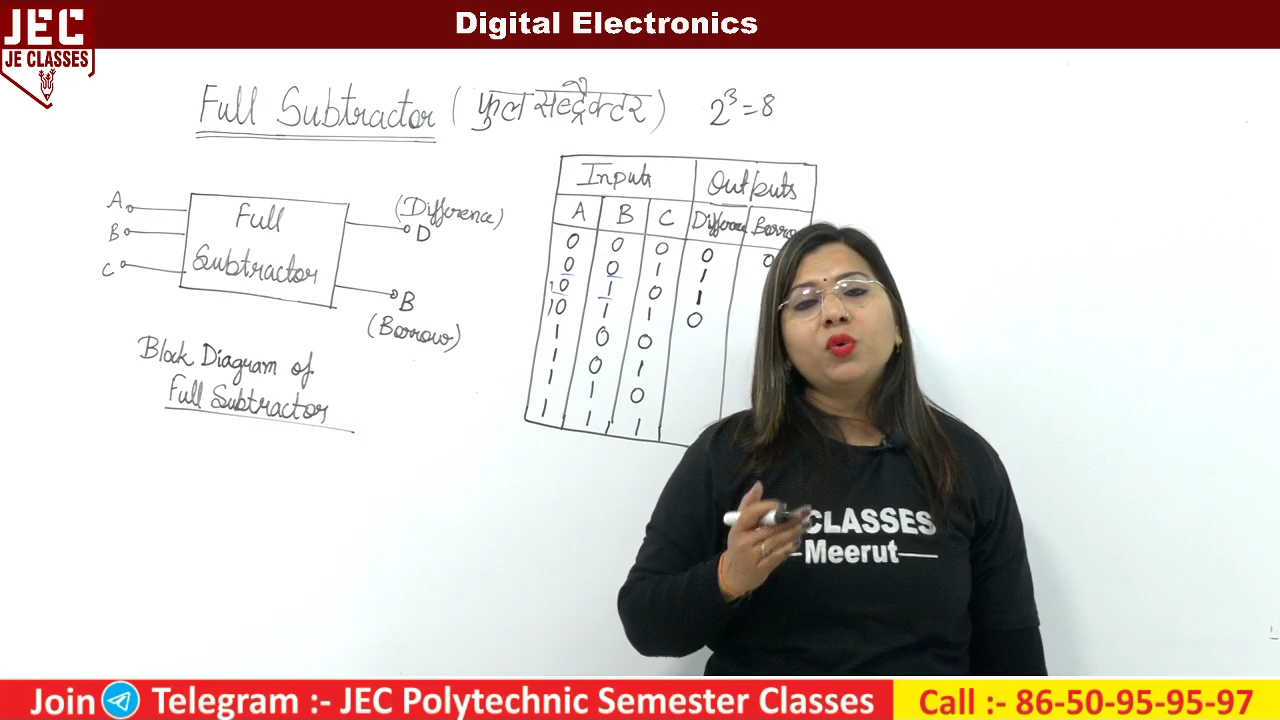 Digital Electronics
JEC
JE CLASSES
Full Subtractor (फुल सब्ट्रैक्टर) 2³=8
A
B
C
Full
Subtractor
(Difference)
D
B
(Borrow)
Block Diagram of
Full Subtractor
Inputs Outputs
A B C Difference
0 0 0 0 0
0 0 1 1
0 1 0 1
10 1 1 0
1 0 0
1 0 1
1 1 0
1 1 1
CLASSES
Meerut
Join Telegram :- JEC Polytechnic Semester Classes
Call :- 86-50-95-95-97